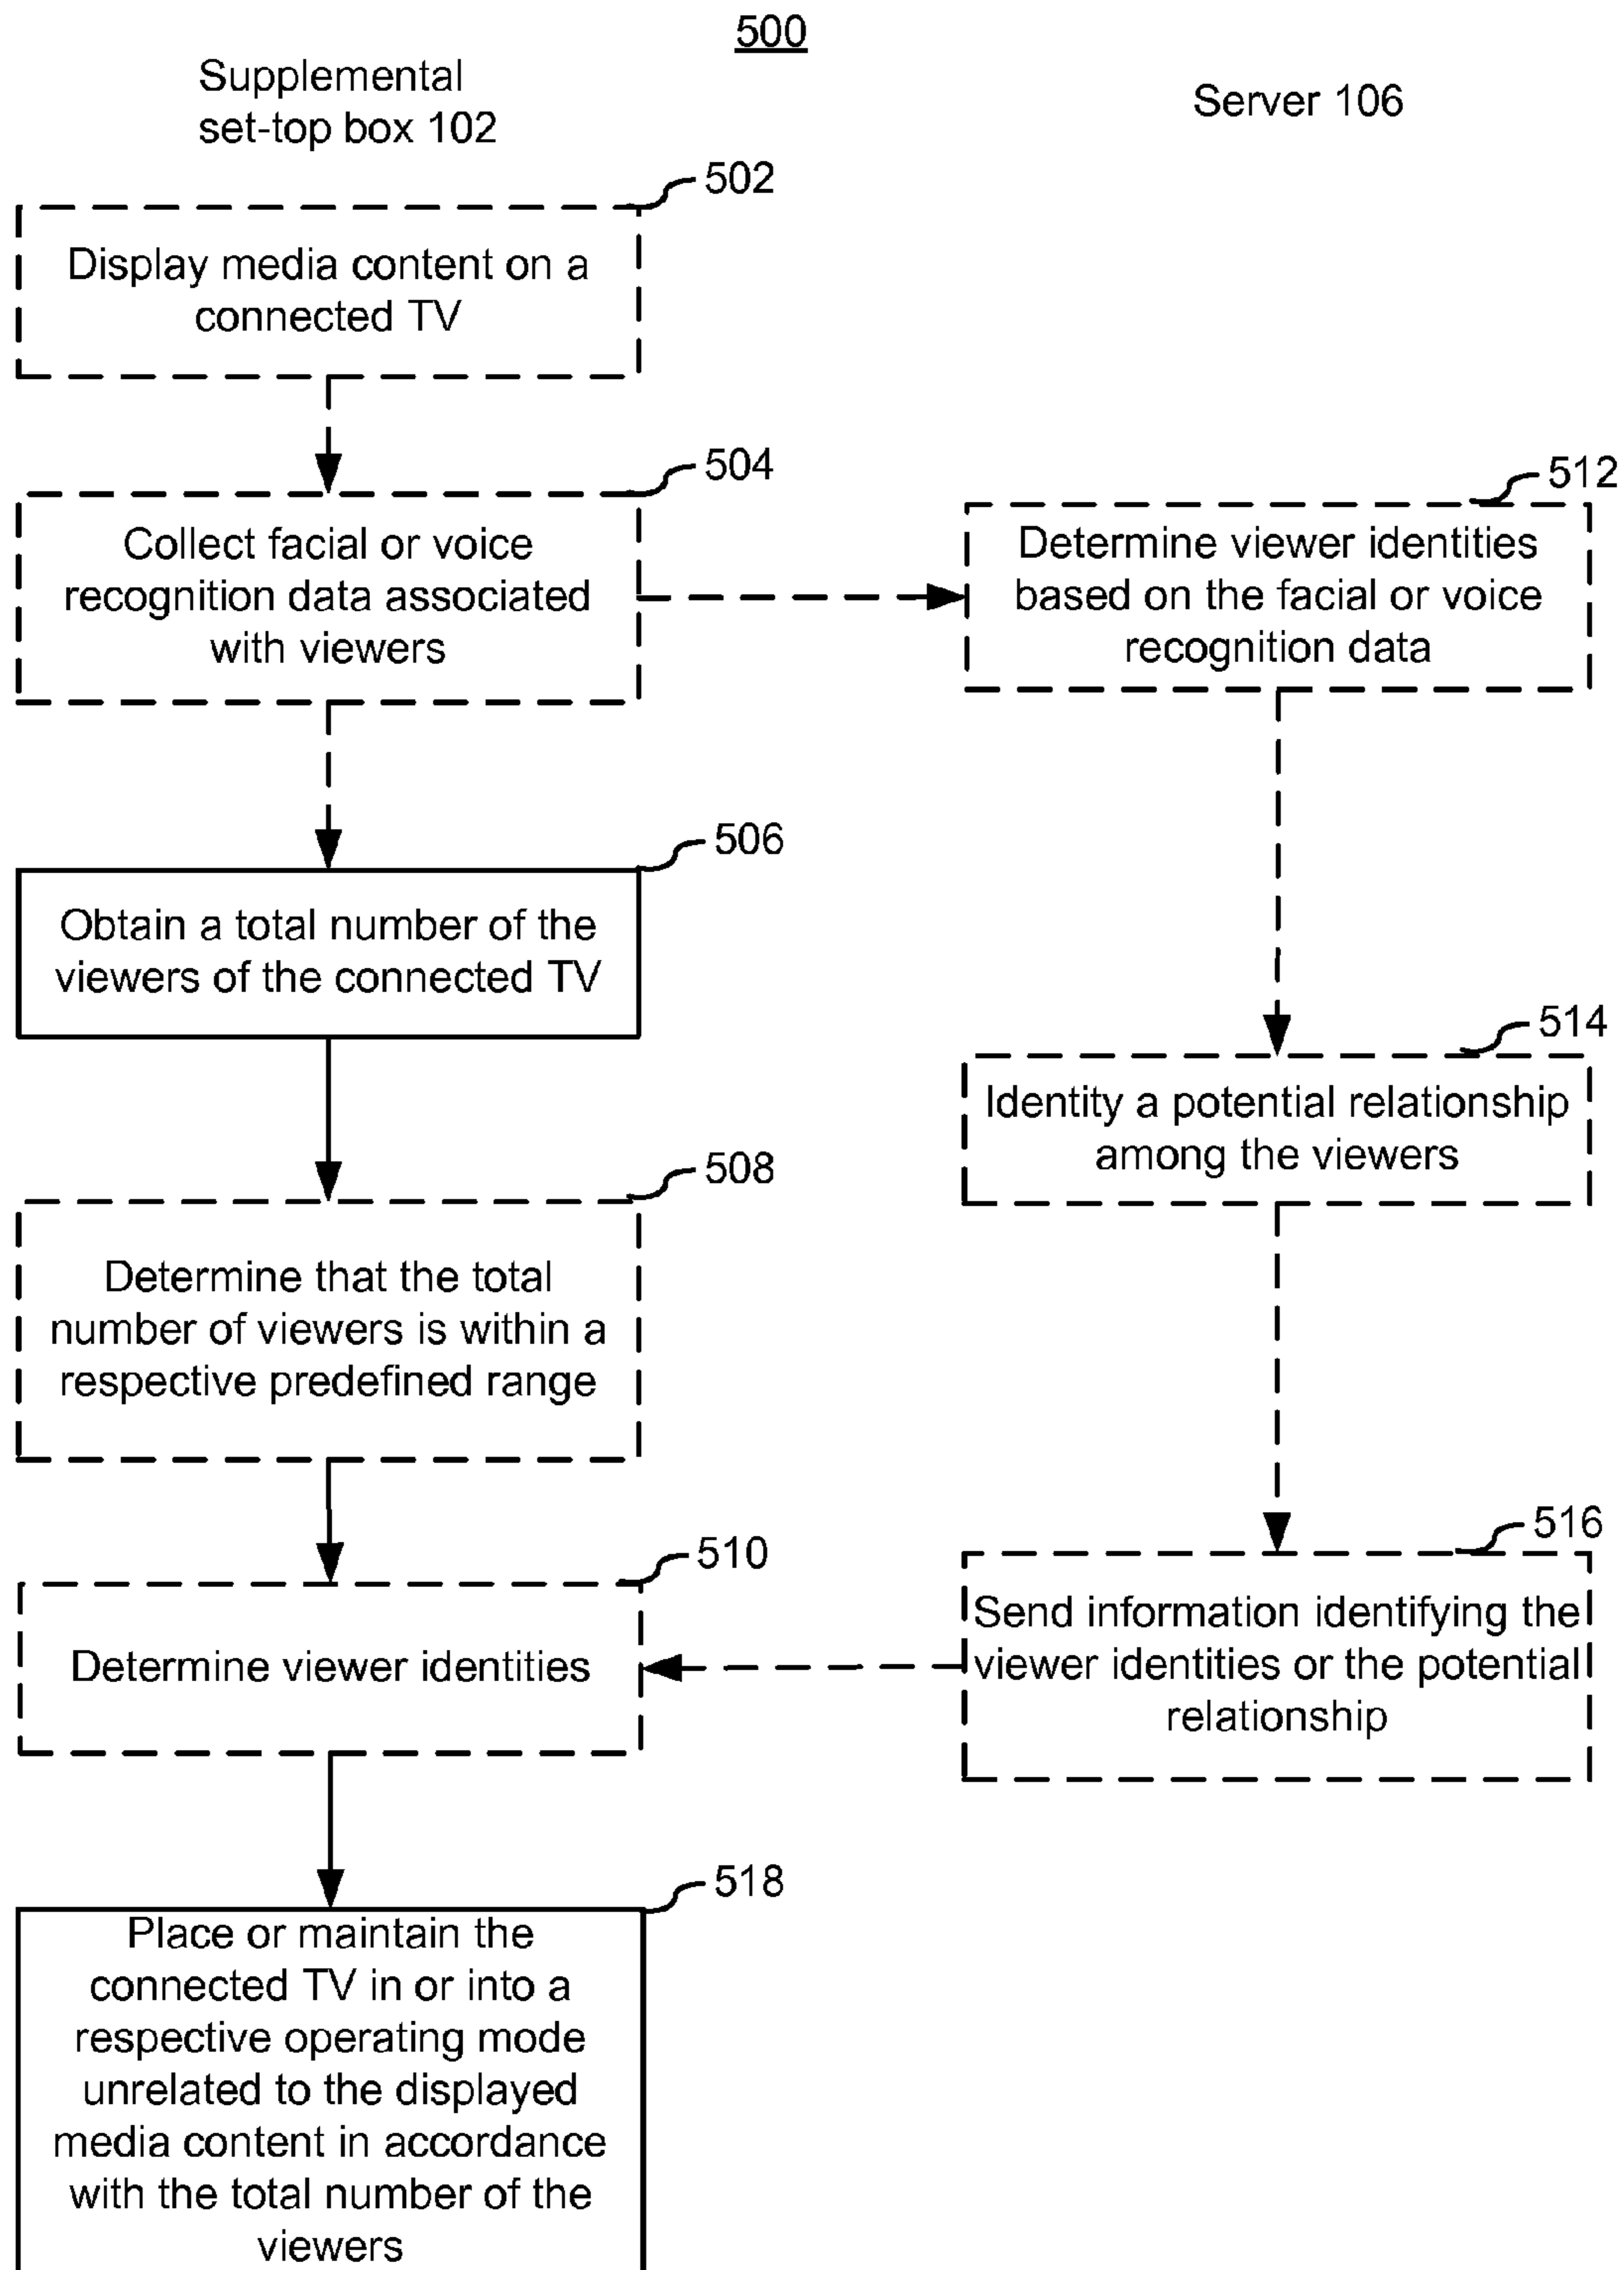 500
Supplemental
set-top box 102
Server 106
502
Display media content on a
connected TV
504
Collect facial or voice
recognition data associated
with viewers
512
Determine viewer identities
based on the facial or voice
recognition data
506
Obtain a total number of the
viewers of the connected TV
514
Identity a potential relationship
among the viewers
508
Determine that the total
number of viewers is within a
respective predefined range
510
Determine viewer identities
516
Send information identifying the
viewer identities or the potential
relationship
518
Place or maintain the
connected TV in or into a
respective operating mode
unrelated to the displayed
media content in accordance
with the total number of the
viewers